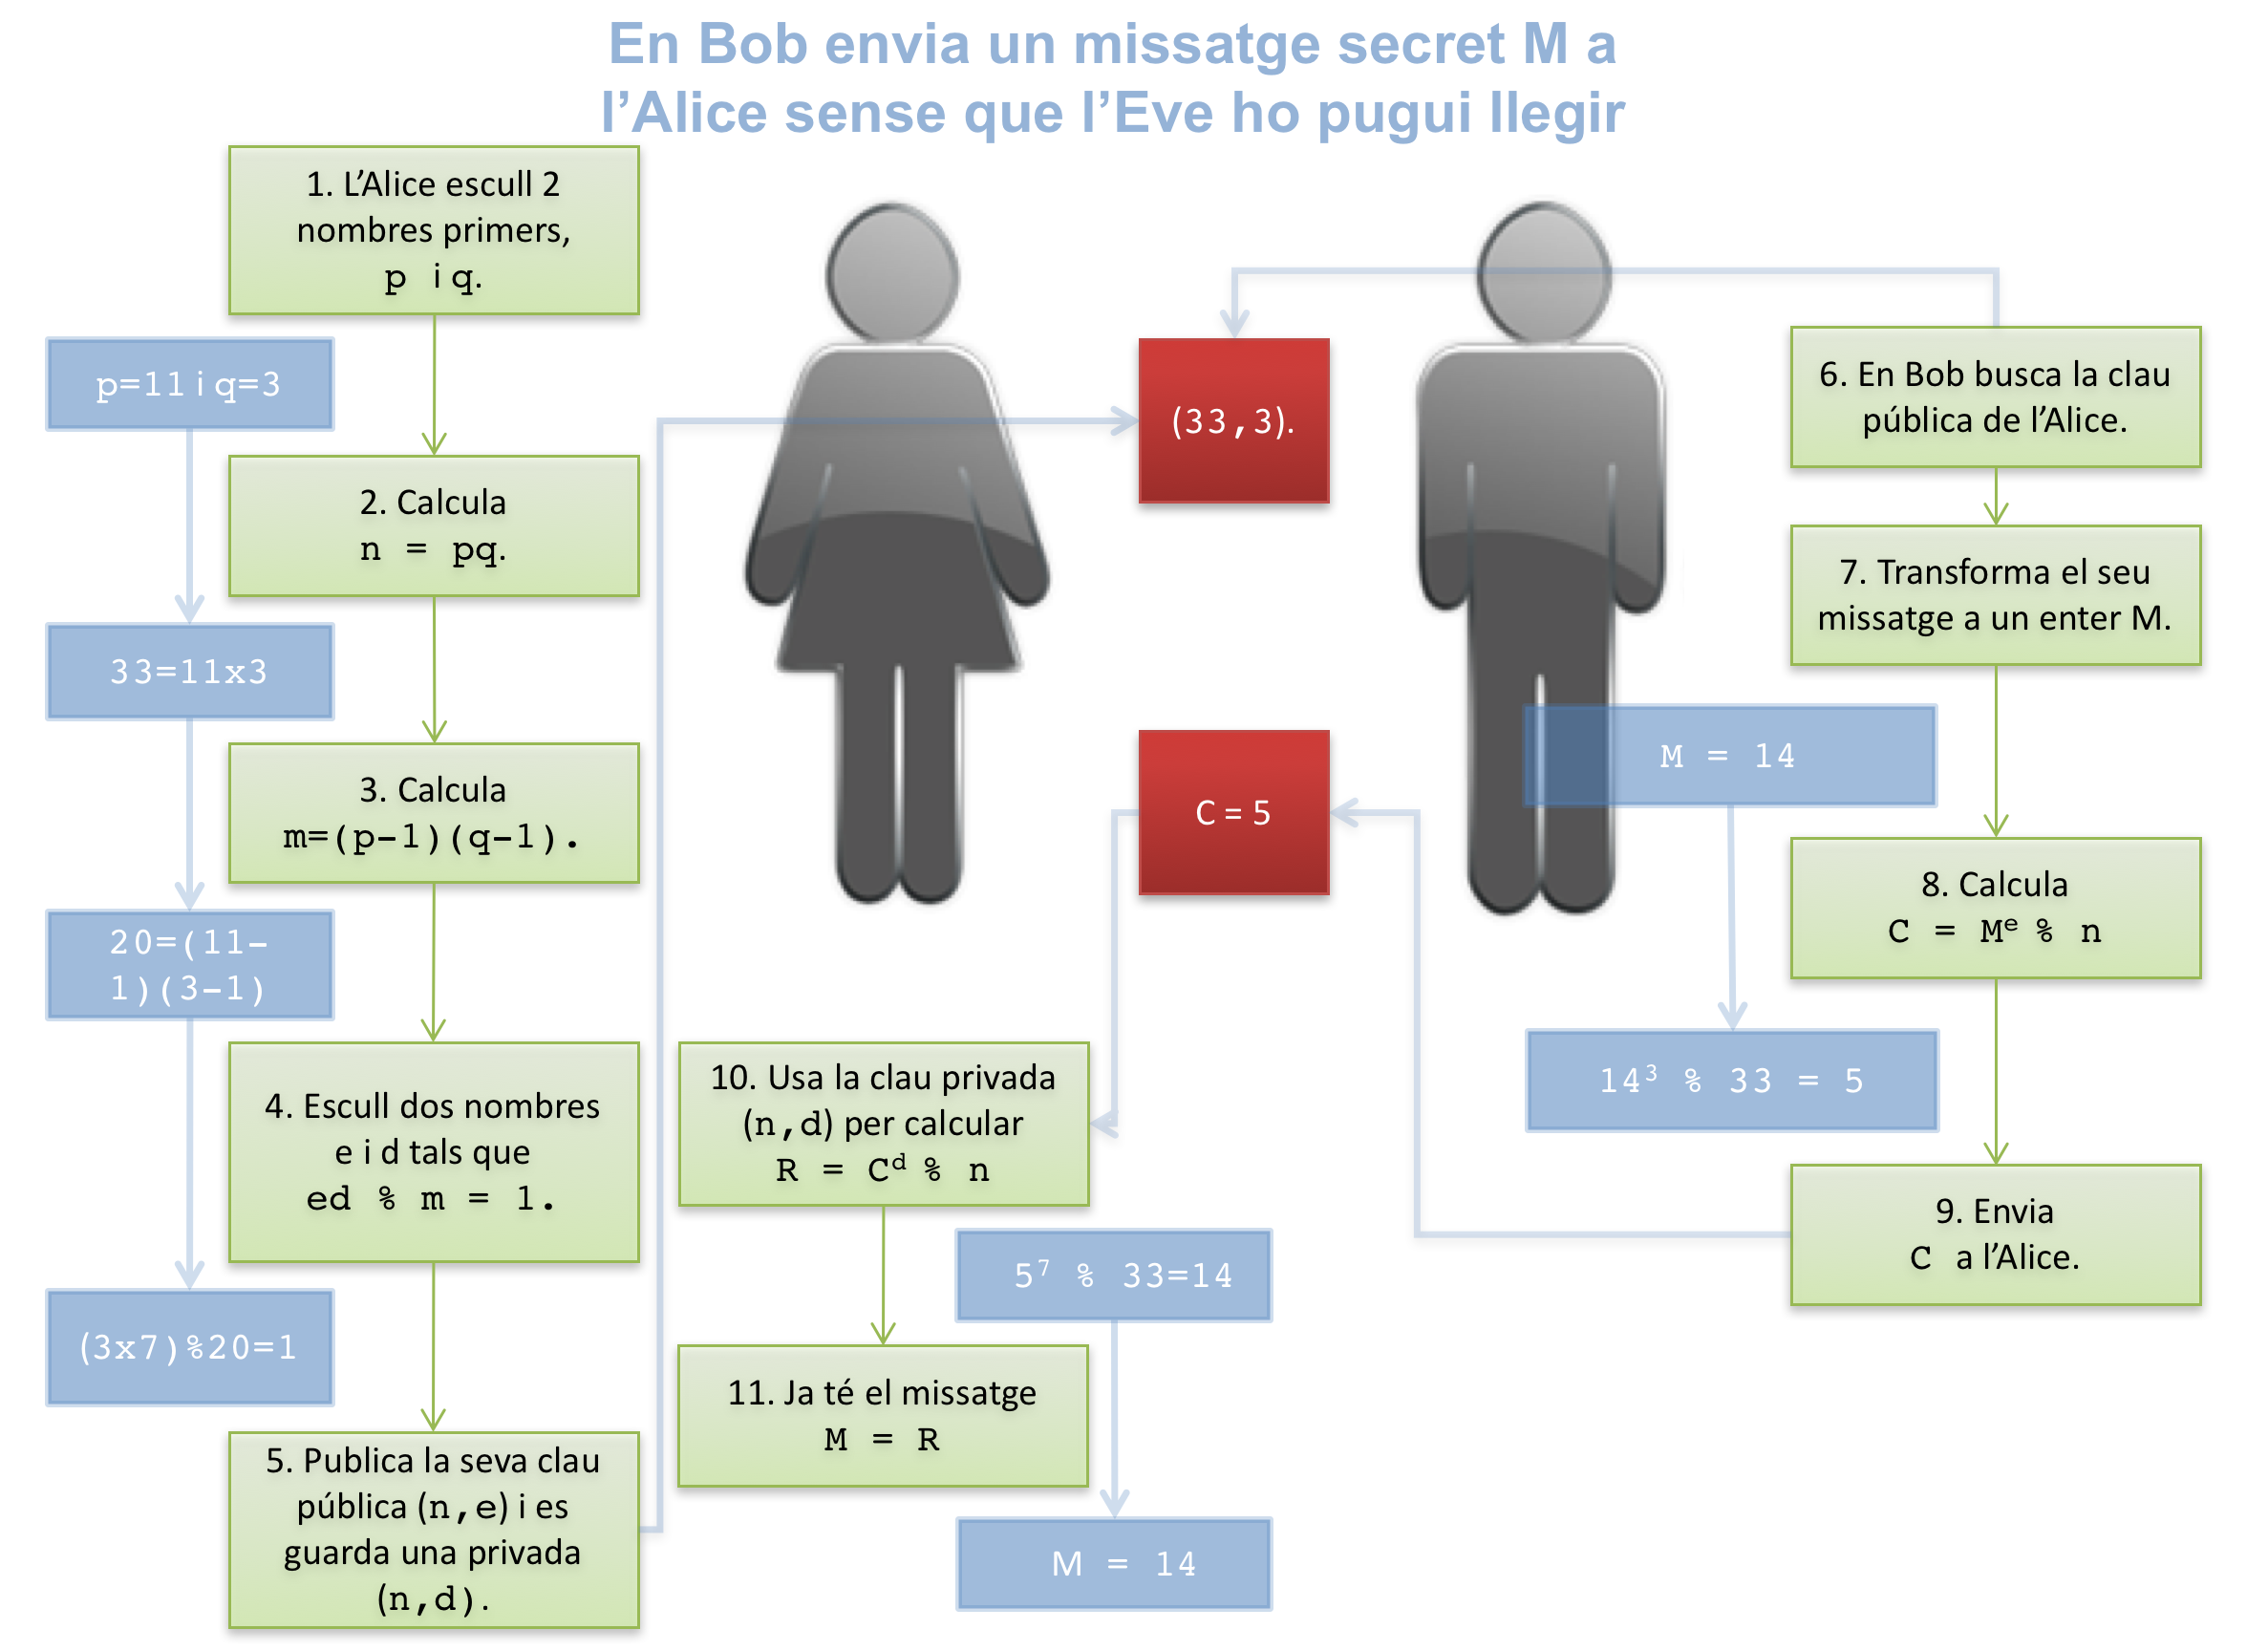 En Bob envia un missatge secret M a
l’Alice sense que l’Eve ho pugui llegir
1. L’Alice escull 2
nombres primers,
p i q.
p=11 i q=3
2. Calcula
n = pq.
33=11x3
3. Calcula
m=(p-1)(q-1).
20=(11-
1)(3-1)
4. Escull dos nombres
e i d tals que
ed % m = 1.
(3x7)%20=1
5. Publica la seva clau
pública (n,e) i es
guarda una privada
(n,d).
(33,3).
6. En Bob busca la clau
pública de l’Alice.
7. Transforma el seu
missatge a un enter M.
M = 14
8. Calcula
C = Mᵉ % n
14³ % 33 = 5
9. Envia
C a l’Alice.
C = 5
10. Usa la clau privada
(n,d) per calcular
R = Cᵈ % n
5⁷ % 33=14
11. Ja té el missatge
M = R
M = 14